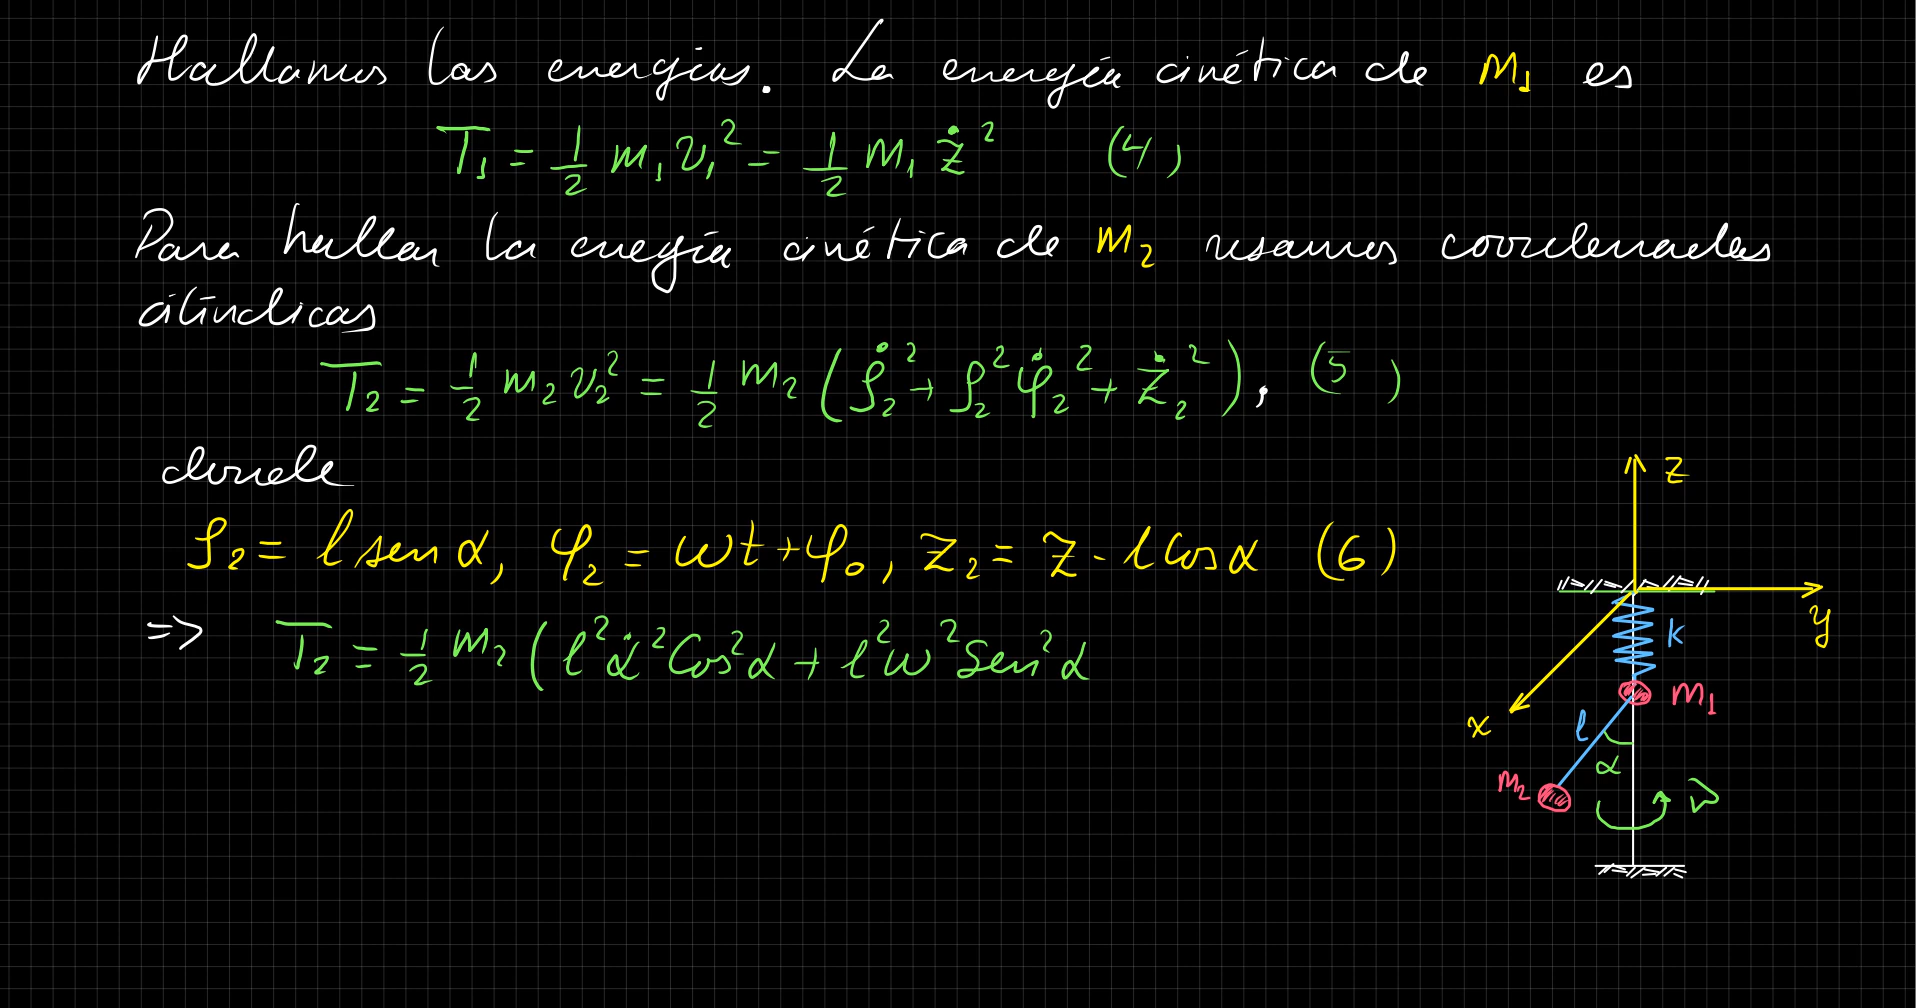 Hallamos las energías. La energía cinética de m₁ es
T₁ = 1/2 m₁ v₁² = 1/2 m₁ ż² (4)
Para hallar la energía cinética de m₂ usamos coordenadas
cilíndricas
T₂ = 1/2 m₂ v₂² = 1/2 m₂ (ρ̇₂² + ρ₂² φ̇₂² + ż₂²), (5)
donde
ρ₂ = l sen α, φ₂ = ωt + φ₀, z₂ = z - l cos α (6)
=> T₂ = 1/2 m₂ (l² α̇² Cos² α + l² ω² Sen² α
z
y
k
m₁
x
l
α
m₂